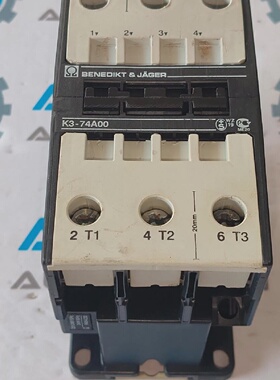 1▾ 2▾ 3▾ 4▾
BENEDIKT & JÄGER
K3-74A00
20mm
2 T1 4 T2 6 T3